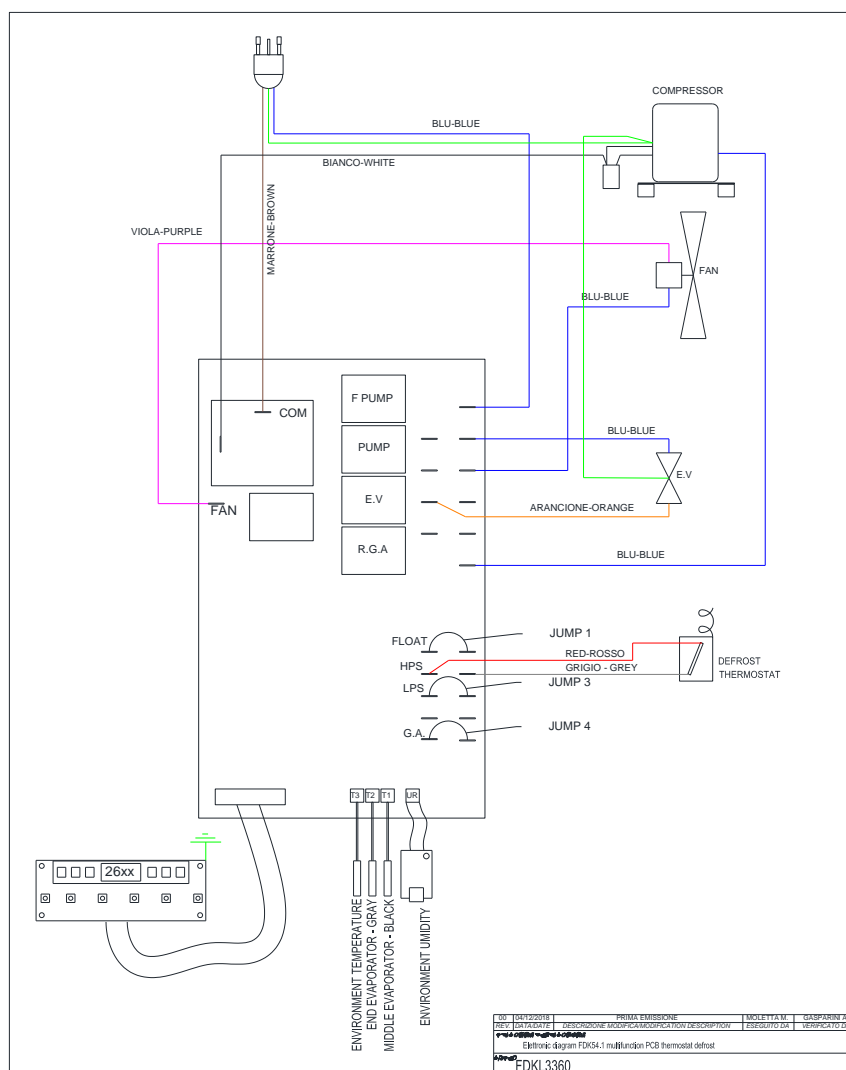 COMPRESSOR
BLU-BLUE
BIANCO-WHITE
MARRONE-BROWN
VIOLA-PURPLE
FAN
BLU-BLUE
F PUMP
COM
PUMP
BLU-BLUE
E.V
E.V
FAN
ARANCIONE-ORANGE
R.G.A
BLU-BLUE
FLOAT
JUMP 1
RED-ROSSO
HPS
GRIGIO - GREY
DEFROST
THERMOSTAT
LPS
JUMP 3
G.A.
JUMP 4
T3
T2
T1
UR
26xx
ENVIRONMENT TEMPERATURE
END EVAPORATOR - GRAY
MIDDLE EVAPORATOR - BLACK
ENVIRONMENT UMIDITY
00 04/12/2018 PRIMA EMISSIONE MOLETTA M. GASPARINI A
REV. DATA/DATE DESCRIZIONE MODIFICA/MODIFICATION DESCRIPTION ESEGUITO DA VERIFICATO D
Elettronic diagram FDK54.1 multifunction PCB thermostat defrost
FDKL3360